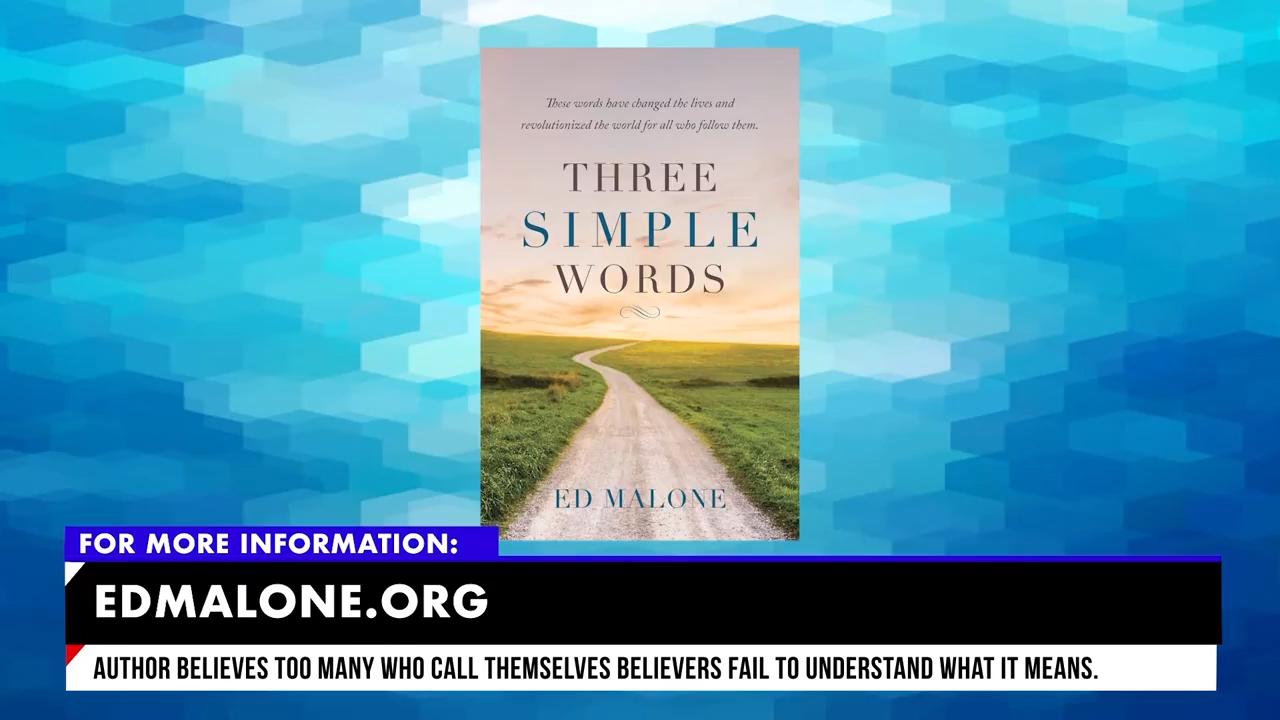 These words have changed the lives and
revolutionized the world for all who follow them.
THREE
SIMPLE
WORDS
ED MALONE
FOR MORE INFORMATION:
EDMALONE.ORG
AUTHOR BELIEVES TOO MANY WHO CALL THEMSELVES BELIEVERS FAIL TO UNDERSTAND WHAT IT MEANS.